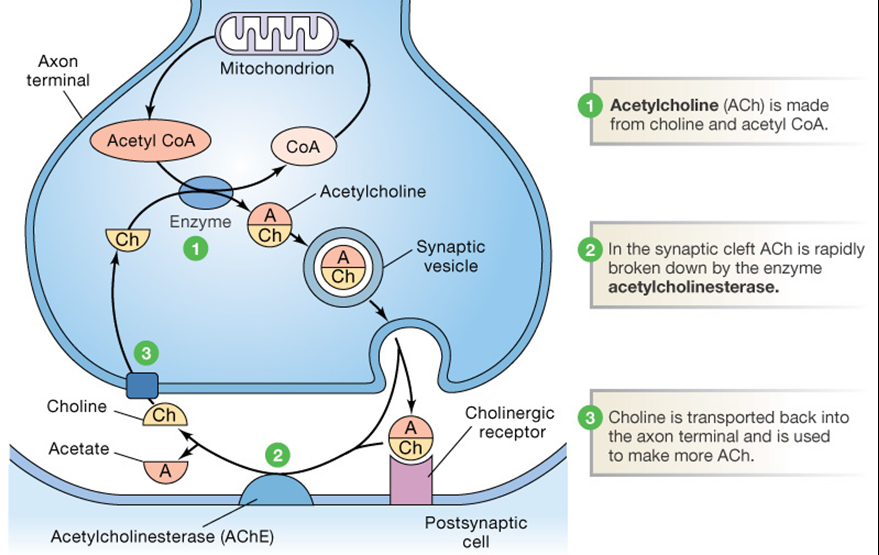 Axon
terminal
Mitochondrion
Acetyl CoA
CoA
Acetylcholine
Enzyme
A
Ch
Ch
1
Synaptic
vesicle
A
Ch
3
Choline
Ch
Acetate
A
2
A
Ch
Cholinergic
receptor
Acetylcholinesterase (AChE)
Postsynaptic
cell
1 Acetylcholine (ACh) is made
from choline and acetyl CoA.
2 In the synaptic cleft ACh is rapidly
broken down by the enzyme
acetylcholinesterase.
3 Choline is transported back into
the axon terminal and is used
to make more ACh.